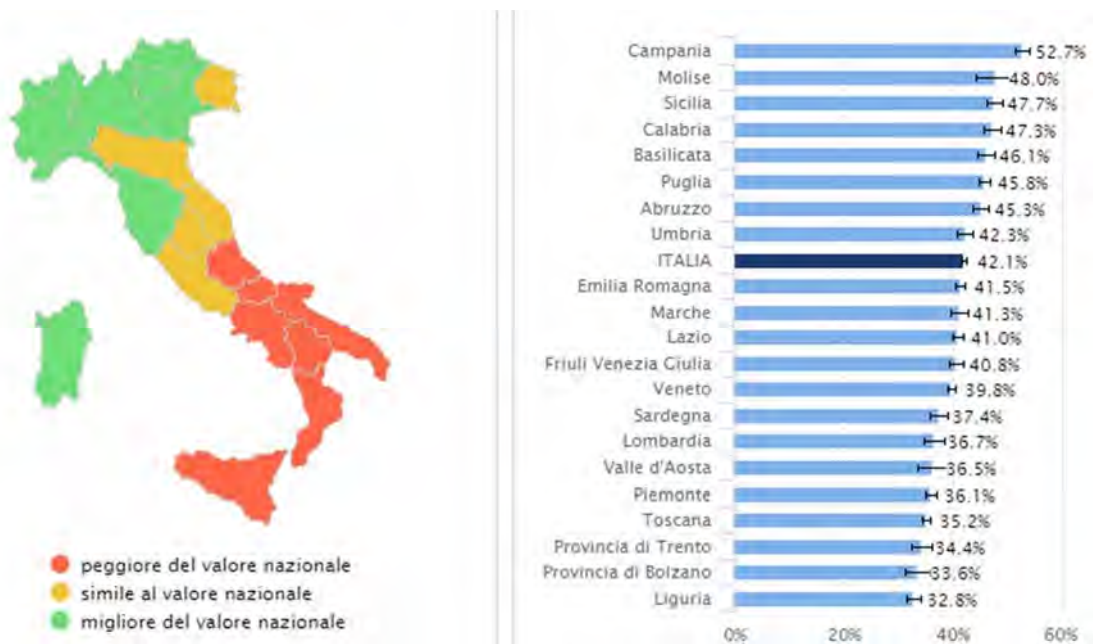 peggiore del valore nazionale
simile al valore nazionale
migliore del valore nazionale
Campania 52.7%
Molise 48.0%
Sicilia 47.7%
Calabria 47.3%
Basilicata 46.1%
Puglia 45.8%
Abruzzo 45.3%
Umbria 42.3%
ITALIA 42.1%
Emilia Romagna 41.5%
Marche 41.3%
Lazio 41.0%
Friuli Venezia Giulia 40.8%
Veneto 39.8%
Sardegna 37.4%
Lombardia 36.7%
Valle d'Aosta 36.5%
Piemonte 36.1%
Toscana 35.2%
Provincia di Trento 34.4%
Provincia di Bolzano 33.6%
Liguria 32.8%
0% 20% 40% 60%